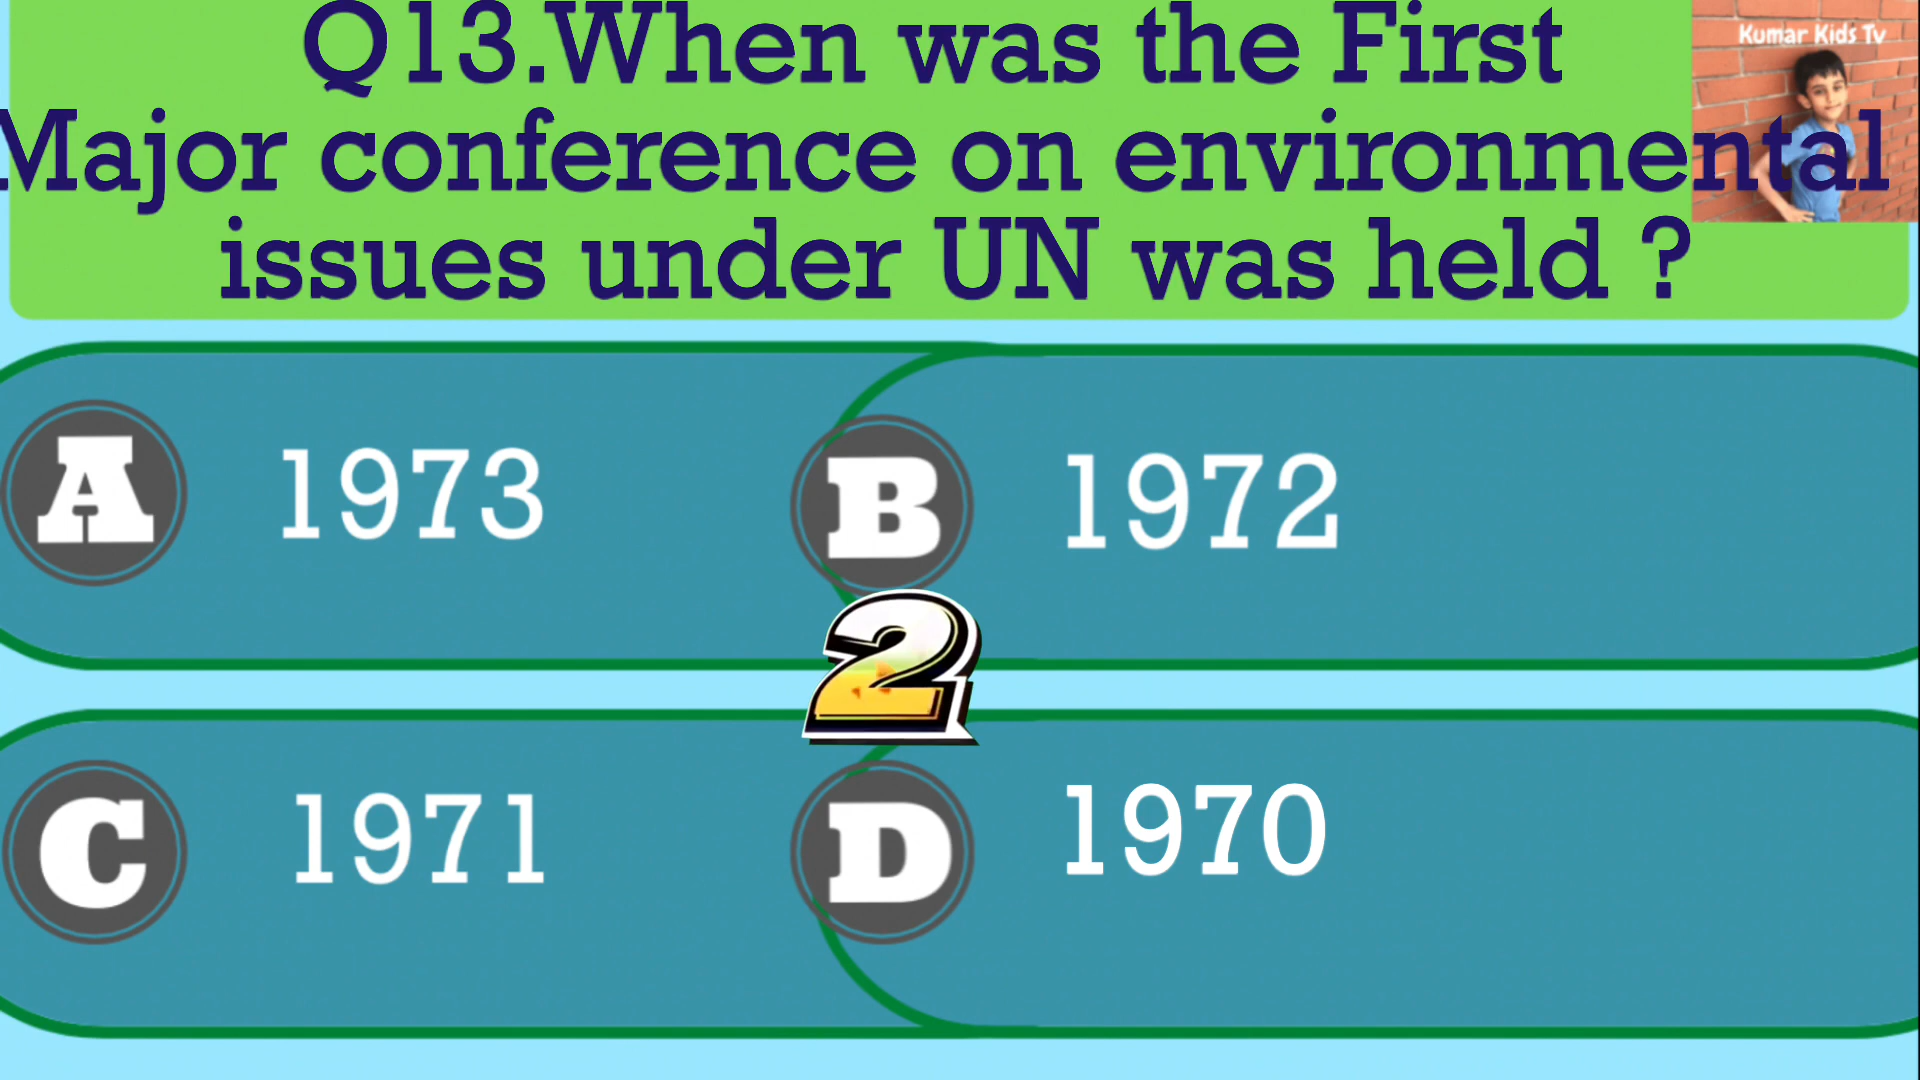 Q13.When was the First
Kumar Kids Tv
Major conference on environmental
issues under UN was held ?
A 1973
B 1972
2
C 1971
D 1970